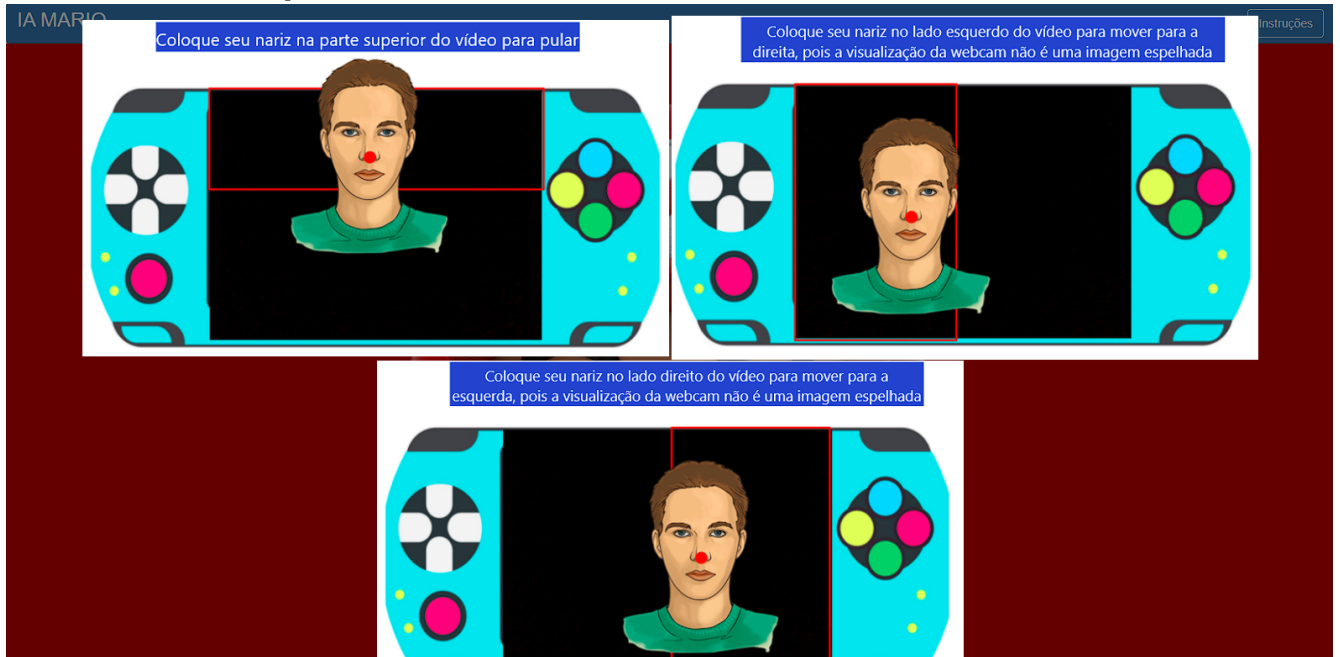 IA MARIO
Instruções
Coloque seu nariz na parte superior do vídeo para pular
Coloque seu nariz no lado esquerdo do vídeo para mover para a
direita, pois a visualização da webcam não é uma imagem espelhada
Coloque seu nariz no lado direito do vídeo para mover para a
esquerda, pois a visualização da webcam não é uma imagem espelhada